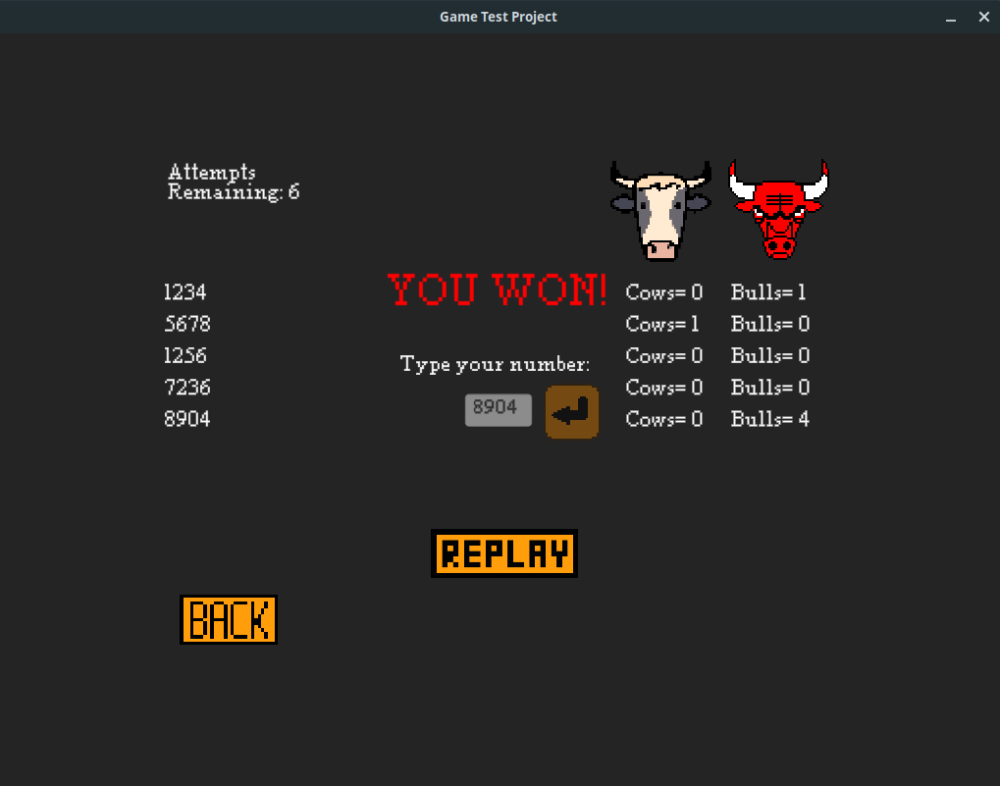 Game Test Project
Attempts
Remaining: 6
YOU WON!
1234
Cows= 0 Bulls= 1
5678
Cows= 1 Bulls= 0
1256
Cows= 0 Bulls= 0
Type your number:
7236
Cows= 0 Bulls= 0
8904
8904
Cows= 0 Bulls= 4
REPLAY
BACK